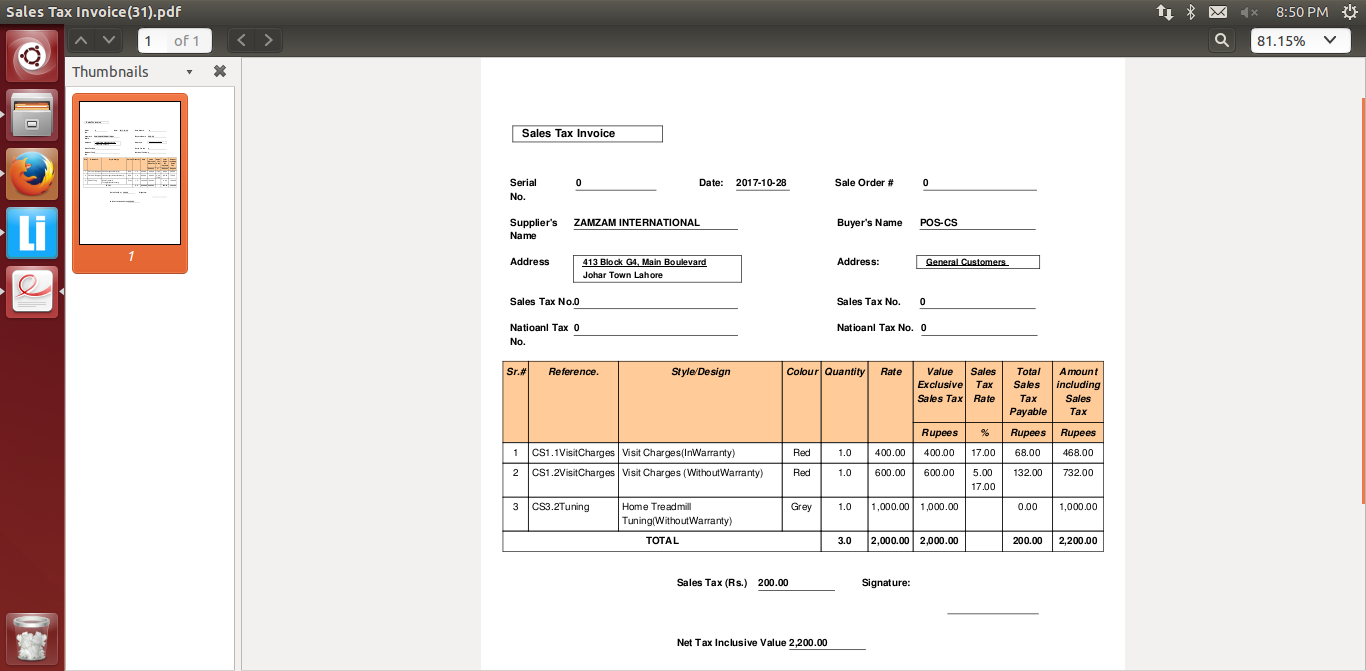 Sales Tax Invoice(31).pdf 8:50 PM
1 of 1 81.15%
Thumbnails
1
Sales Tax Invoice
Serial No. 0 Date: 2017-10-28 Sale Order # 0
Supplier's Name ZAMZAM INTERNATIONAL Buyer's Name POS-CS
Address 413 Block G4, Main Boulevard Address: General Customers
Johar Town Lahore
Sales Tax No.0 Sales Tax No. 0
Natioanl Tax No. 0 Natioanl Tax No. 0
Sr.# Reference. Style/Design Colour Quantity Rate Value Exclusive Sales Tax Sales Tax Rate Total Sales Tax Payable Amount including Sales Tax
Rupees % Rupees Rupees
1 CS1.1VisitCharges Visit Charges(InWarranty) Red 1.0 400.00 400.00 17.00 68.00 468.00
2 CS1.2VisitCharges Visit Charges (WithoutWarranty) Red 1.0 600.00 600.00 5.00 132.00 732.00
17.00
3 CS3.2Tuning Home Treadmill Grey 1.0 1,000.00 1,000.00 0.00 1,000.00
Tuning(WithoutWarranty)
TOTAL 3.0 2,000.00 2,000.00 200.00 2,200.00
Sales Tax (Rs.) 200.00 Signature:
Net Tax Inclusive Value 2,200.00
Li